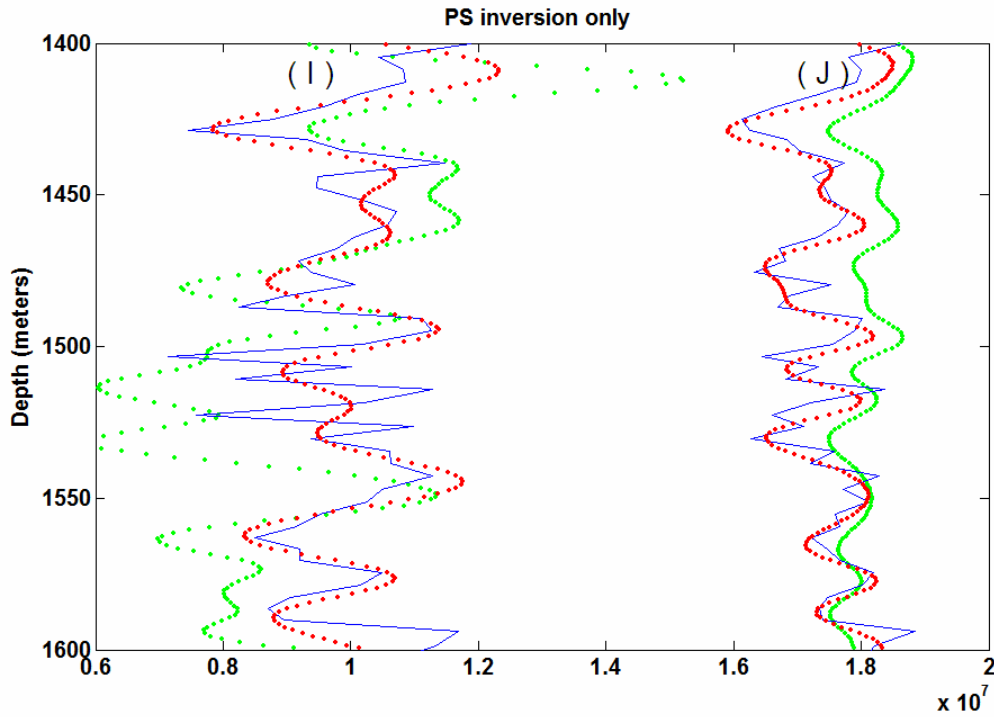 PS inversion only
( I )
( J )
Depth (meters)
1400
1450
1500
1550
1600
0.6 0.8 1 1.2 1.4 1.6 1.8 2
x 10^7